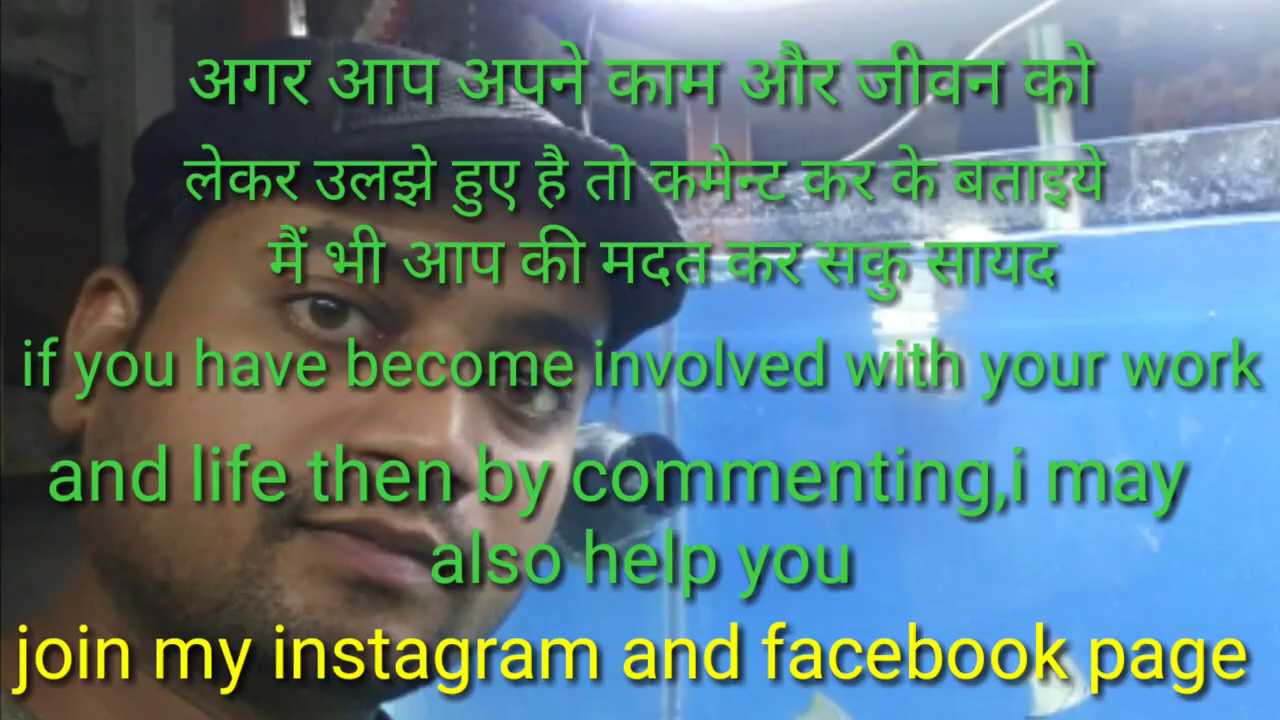 अगर आप अपने काम और जीवन को
लेकर उलझे हुए है तो कमेन्ट कर के बताइये
मैं भी आप की मदत कर सकु सायद
if you have become involved with your work
and life then by commenting,i may
also help you
join my instagram and facebook page